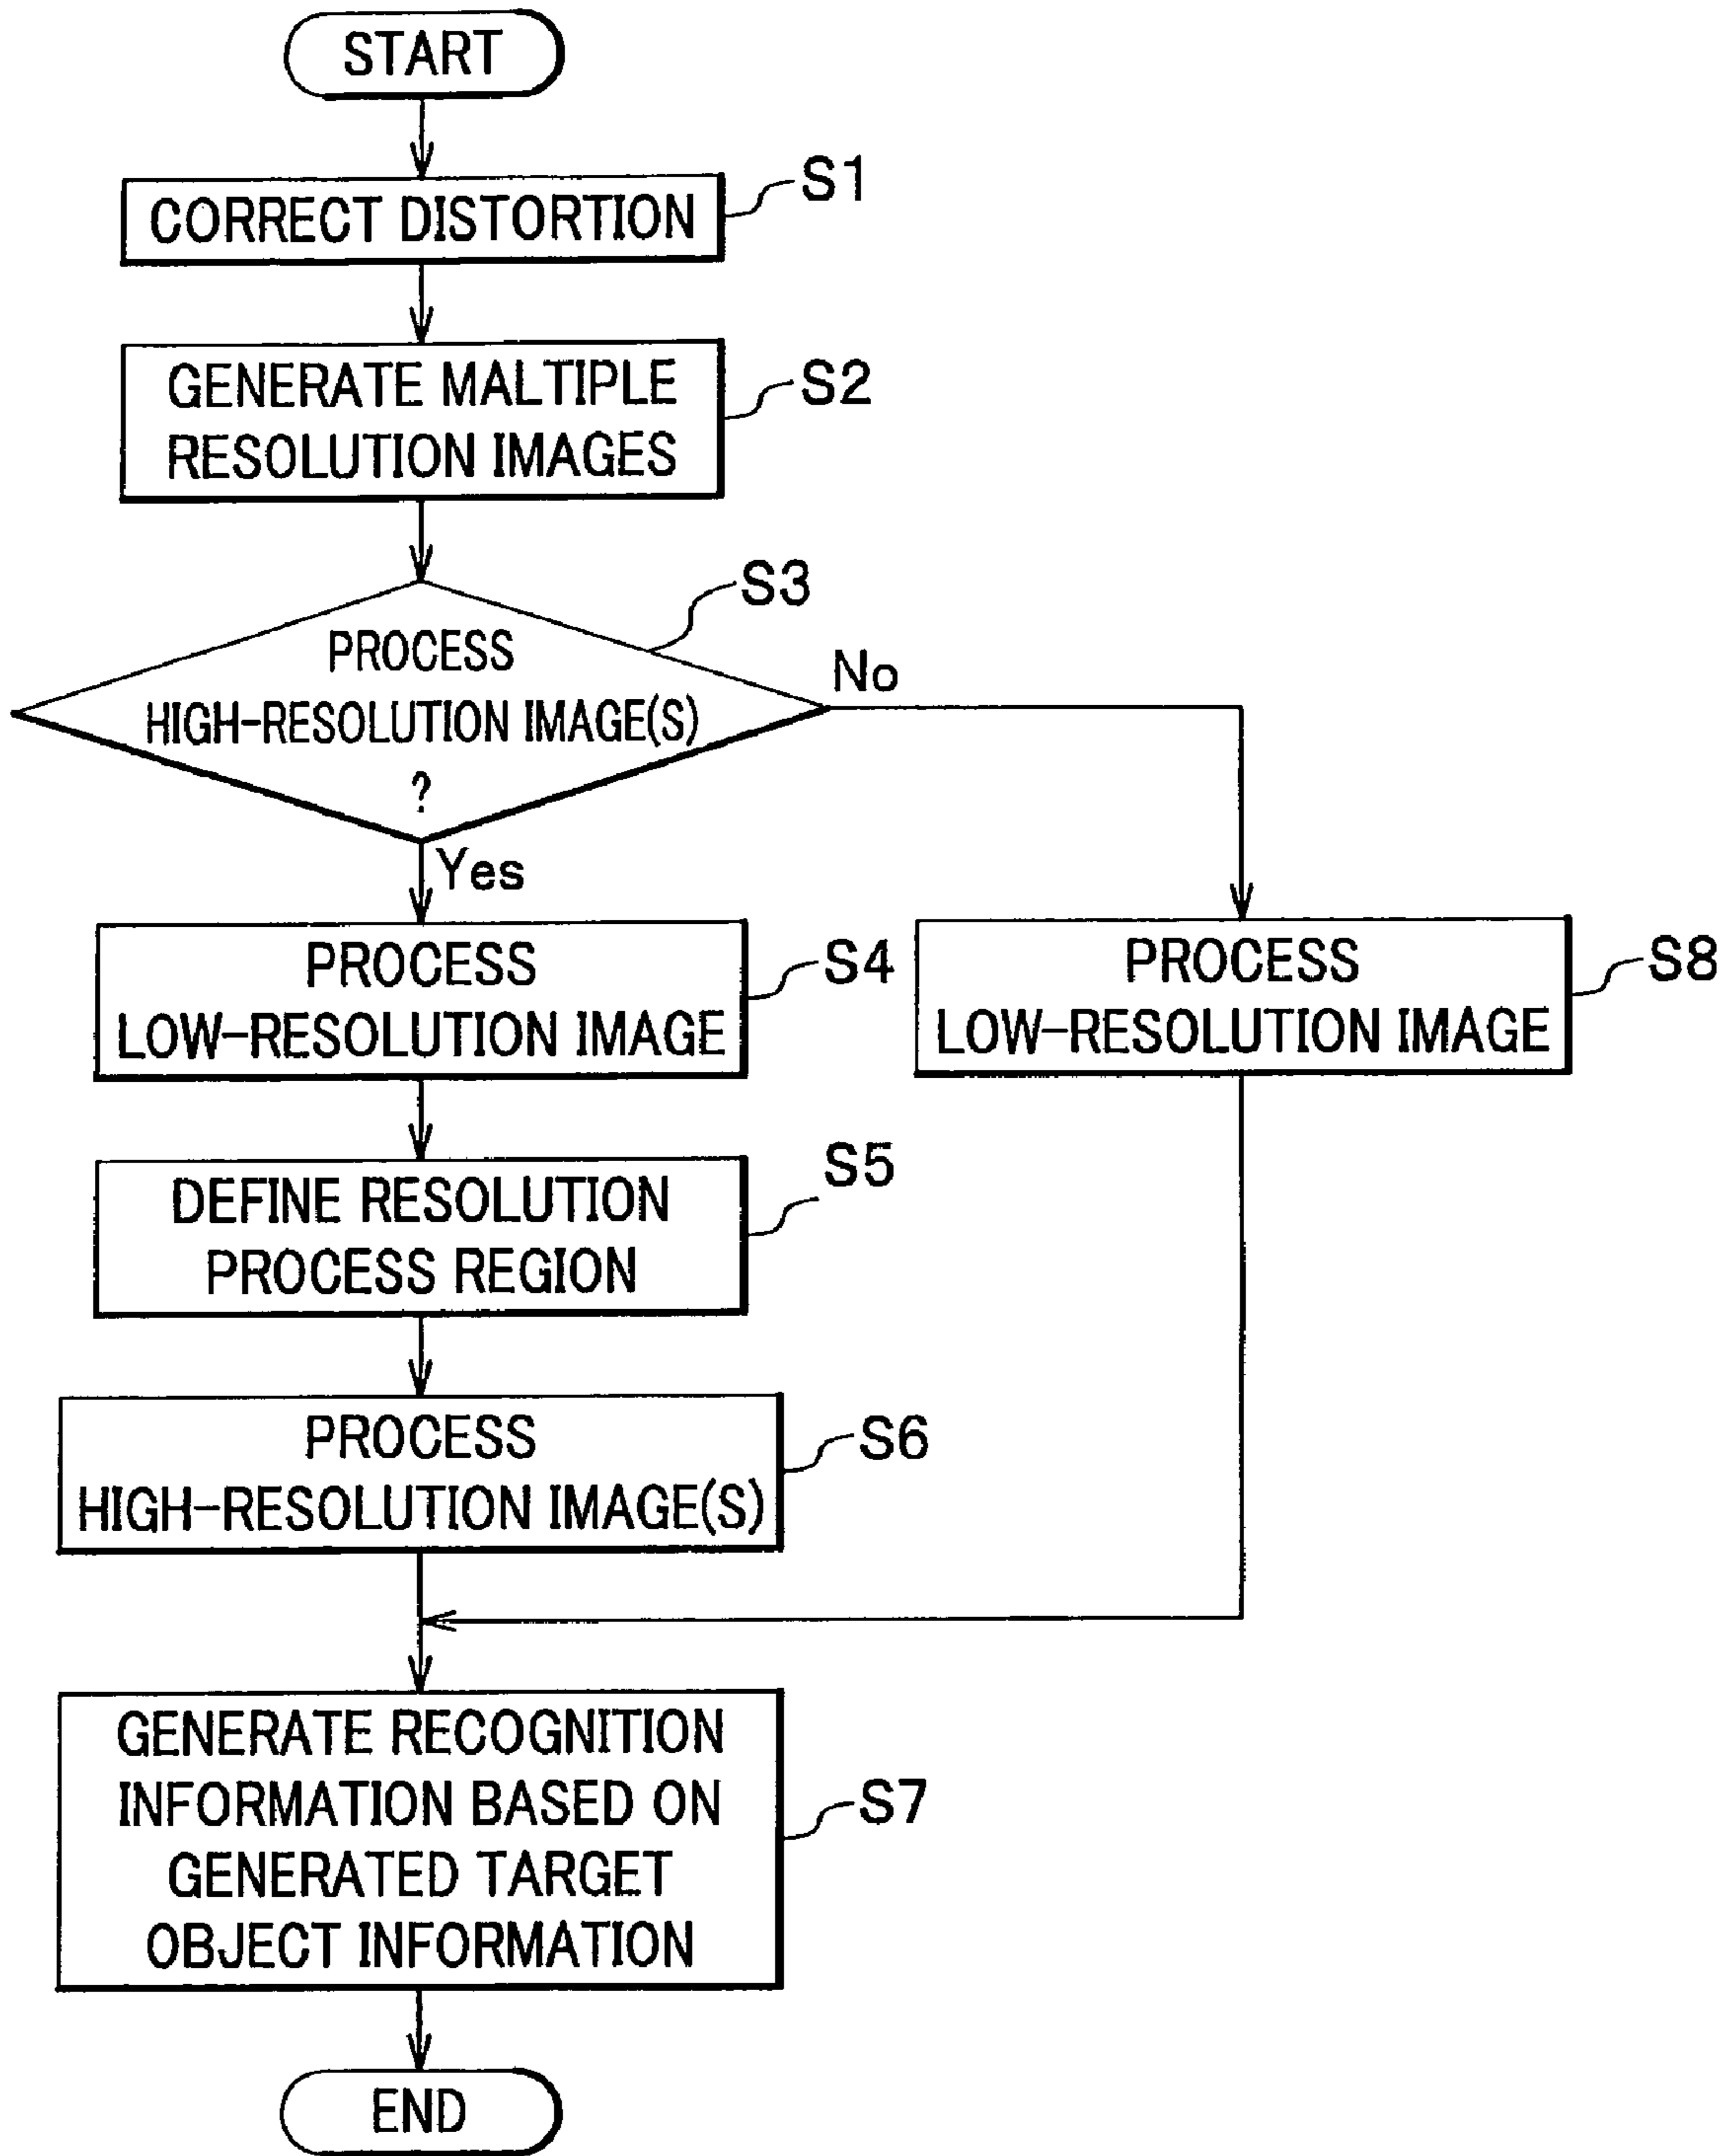 START
CORRECT DISTORTION
S1
GENERATE MALTIPLE
RESOLUTION IMAGES
S2
PROCESS
HIGH-RESOLUTION IMAGE(S)
?
S3
No
Yes
PROCESS
LOW-RESOLUTION IMAGE
S4
PROCESS
LOW-RESOLUTION IMAGE
S8
DEFINE RESOLUTION
PROCESS REGION
S5
PROCESS
HIGH-RESOLUTION IMAGE(S)
S6
GENERATE RECOGNITION
INFORMATION BASED ON
GENERATED TARGET
OBJECT INFORMATION
S7
END